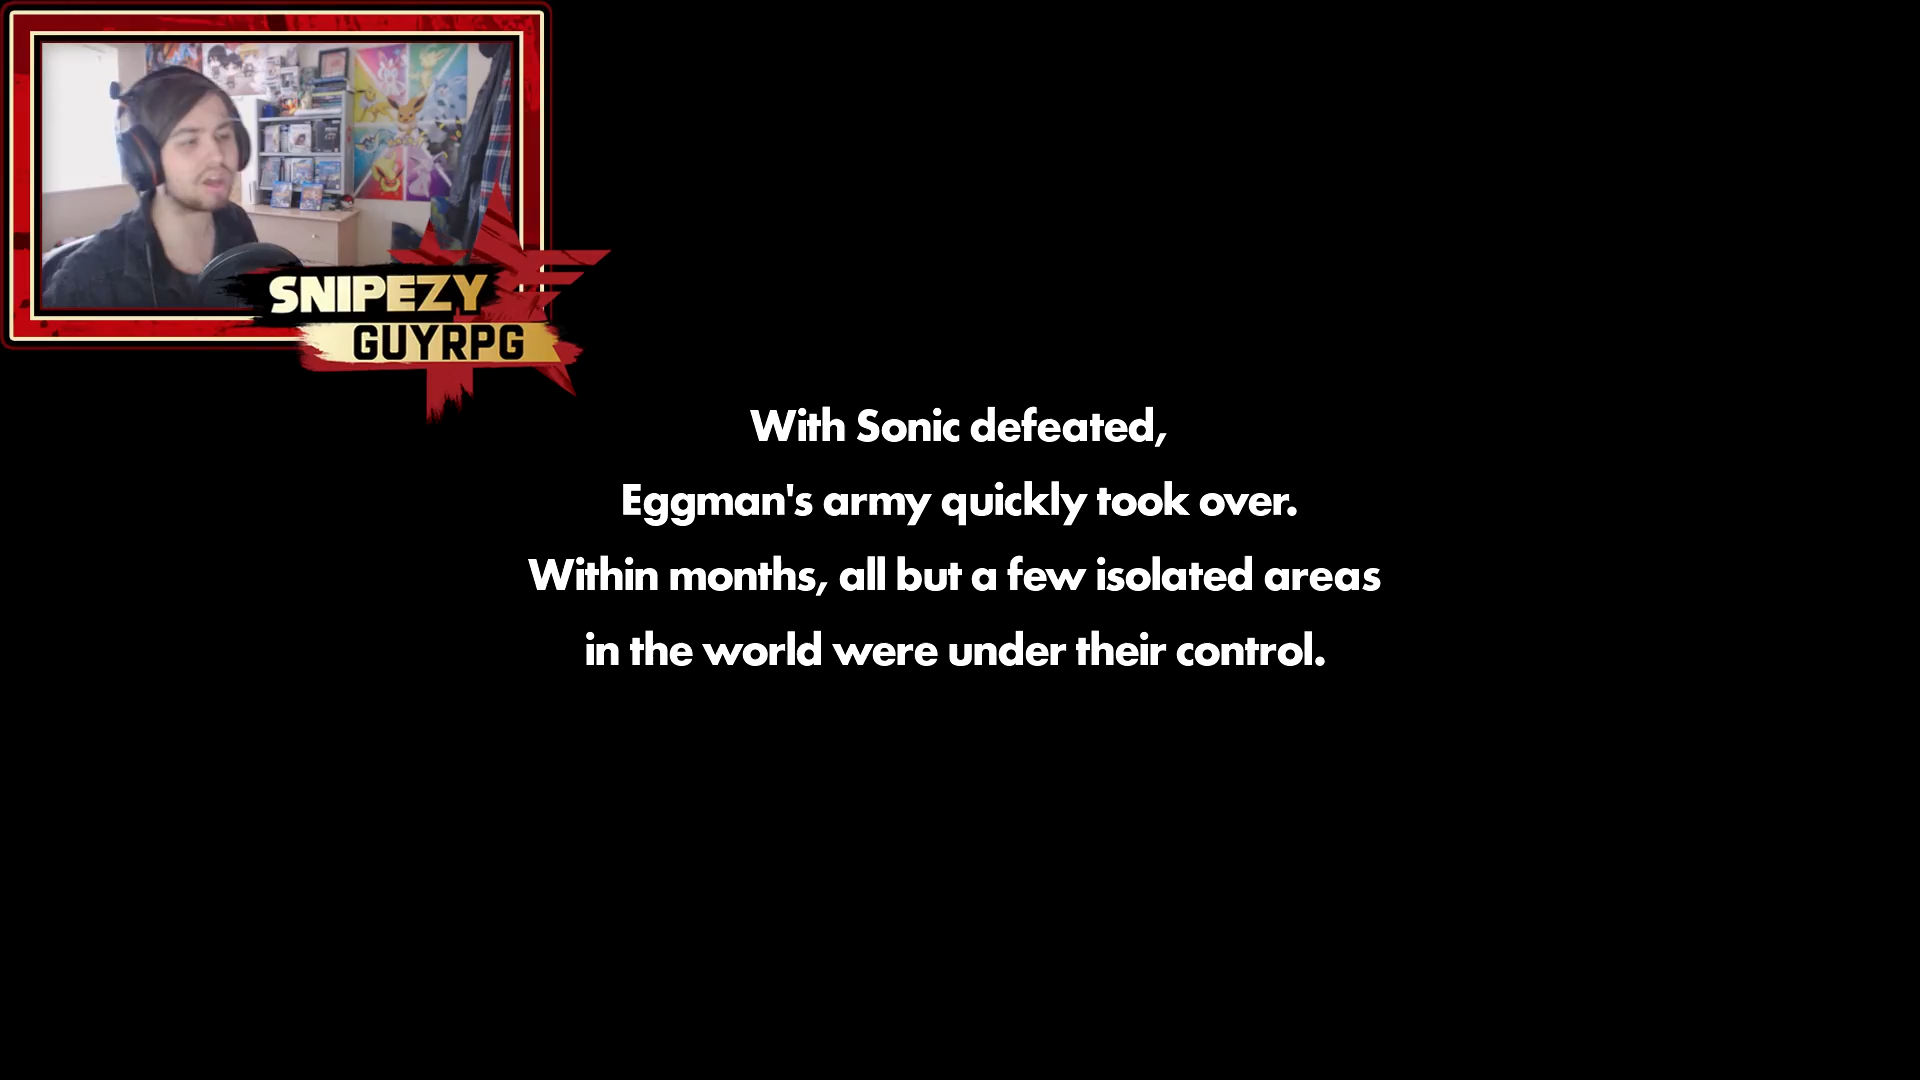 SNIPEZY
GUYRPG
With Sonic defeated,
Eggman's army quickly took over.
Within months, all but a few isolated areas
in the world were under their control.